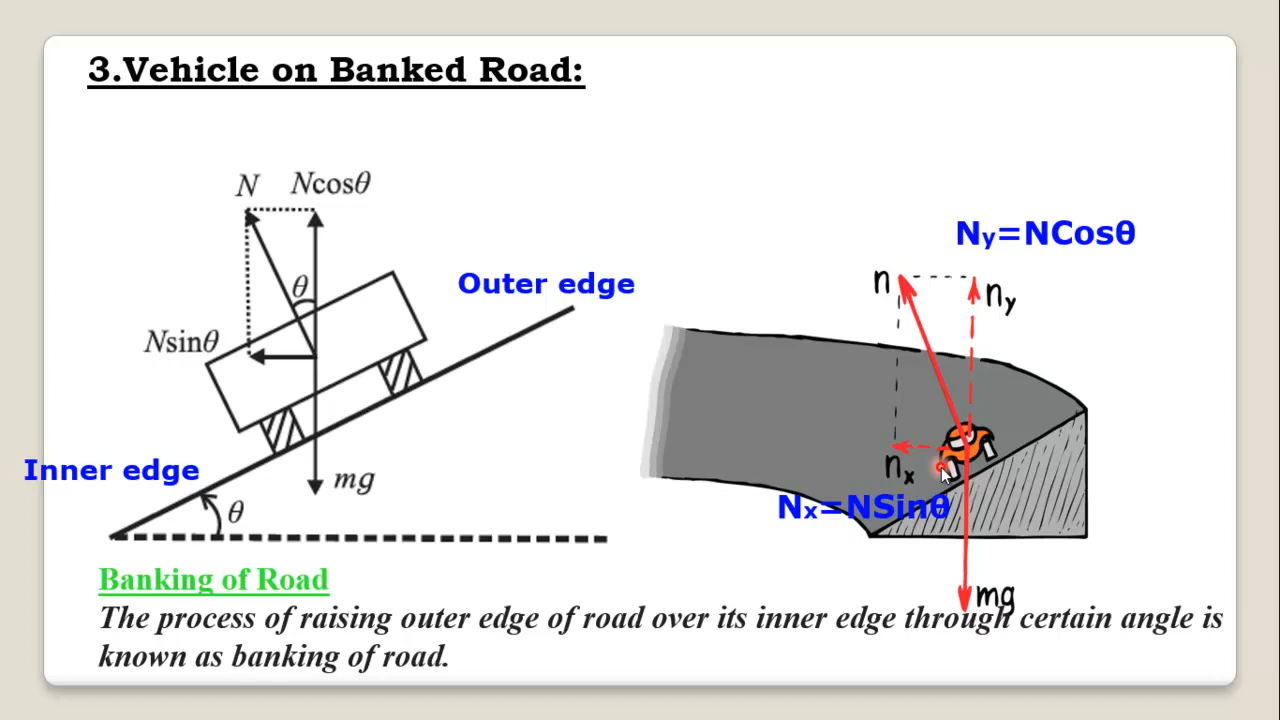 3.Vehicle on Banked Road:
N
Ncosθ
Ny=NCosθ
n
ny
Outer edge
θ
Nsinθ
Inner edge
nx
mg
θ
Nx=NSinθ
Banking of Road
mg
The process of raising outer edge of road over its inner edge through certain angle is
known as banking of road.